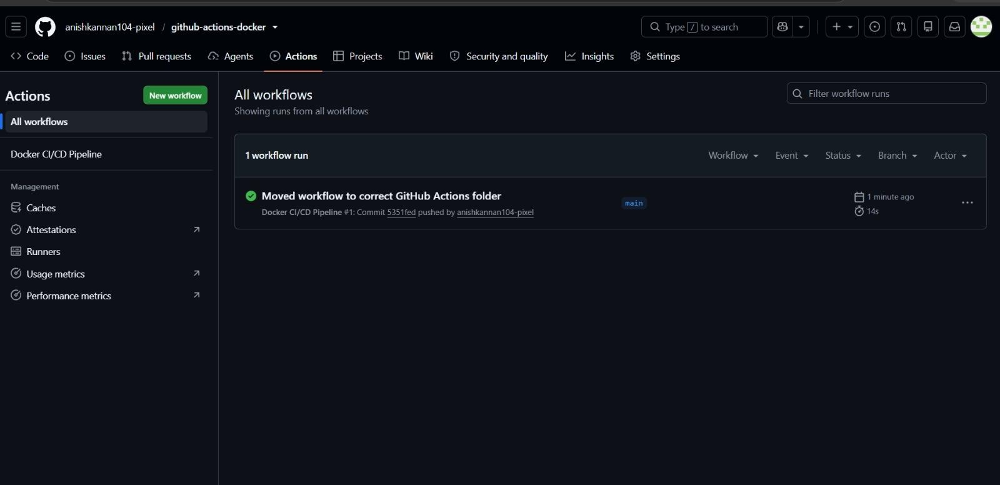 anishkannan104-pixel / github-actions-docker
Type / to search
Code Issues Pull requests Agents Actions Projects Wiki Security and quality Insights Settings
Actions
New workflow
All workflows
Docker CI/CD Pipeline
Management
Caches
Attestations
Runners
Usage metrics
Performance metrics
All workflows
Showing runs from all workflows
Filter workflow runs
1 workflow run
Workflow Event Status Branch Actor
Moved workflow to correct GitHub Actions folder
Docker CI/CD Pipeline #1: Commit 5351fed pushed by anishkannan104-pixel
main
1 minute ago
14s